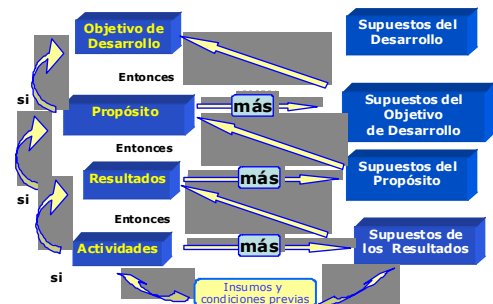 Objetivo de
Desarrollo
Supuestos del
Desarrollo
Entonces
si
Propósito
más
Supuestos del
Objetivo
de Desarrollo
Entonces
si
Resultados
más
Supuestos del
Propósito
Entonces
Actividades
más
Supuestos de
los Resultados
si
Insumos y
condiciones previas